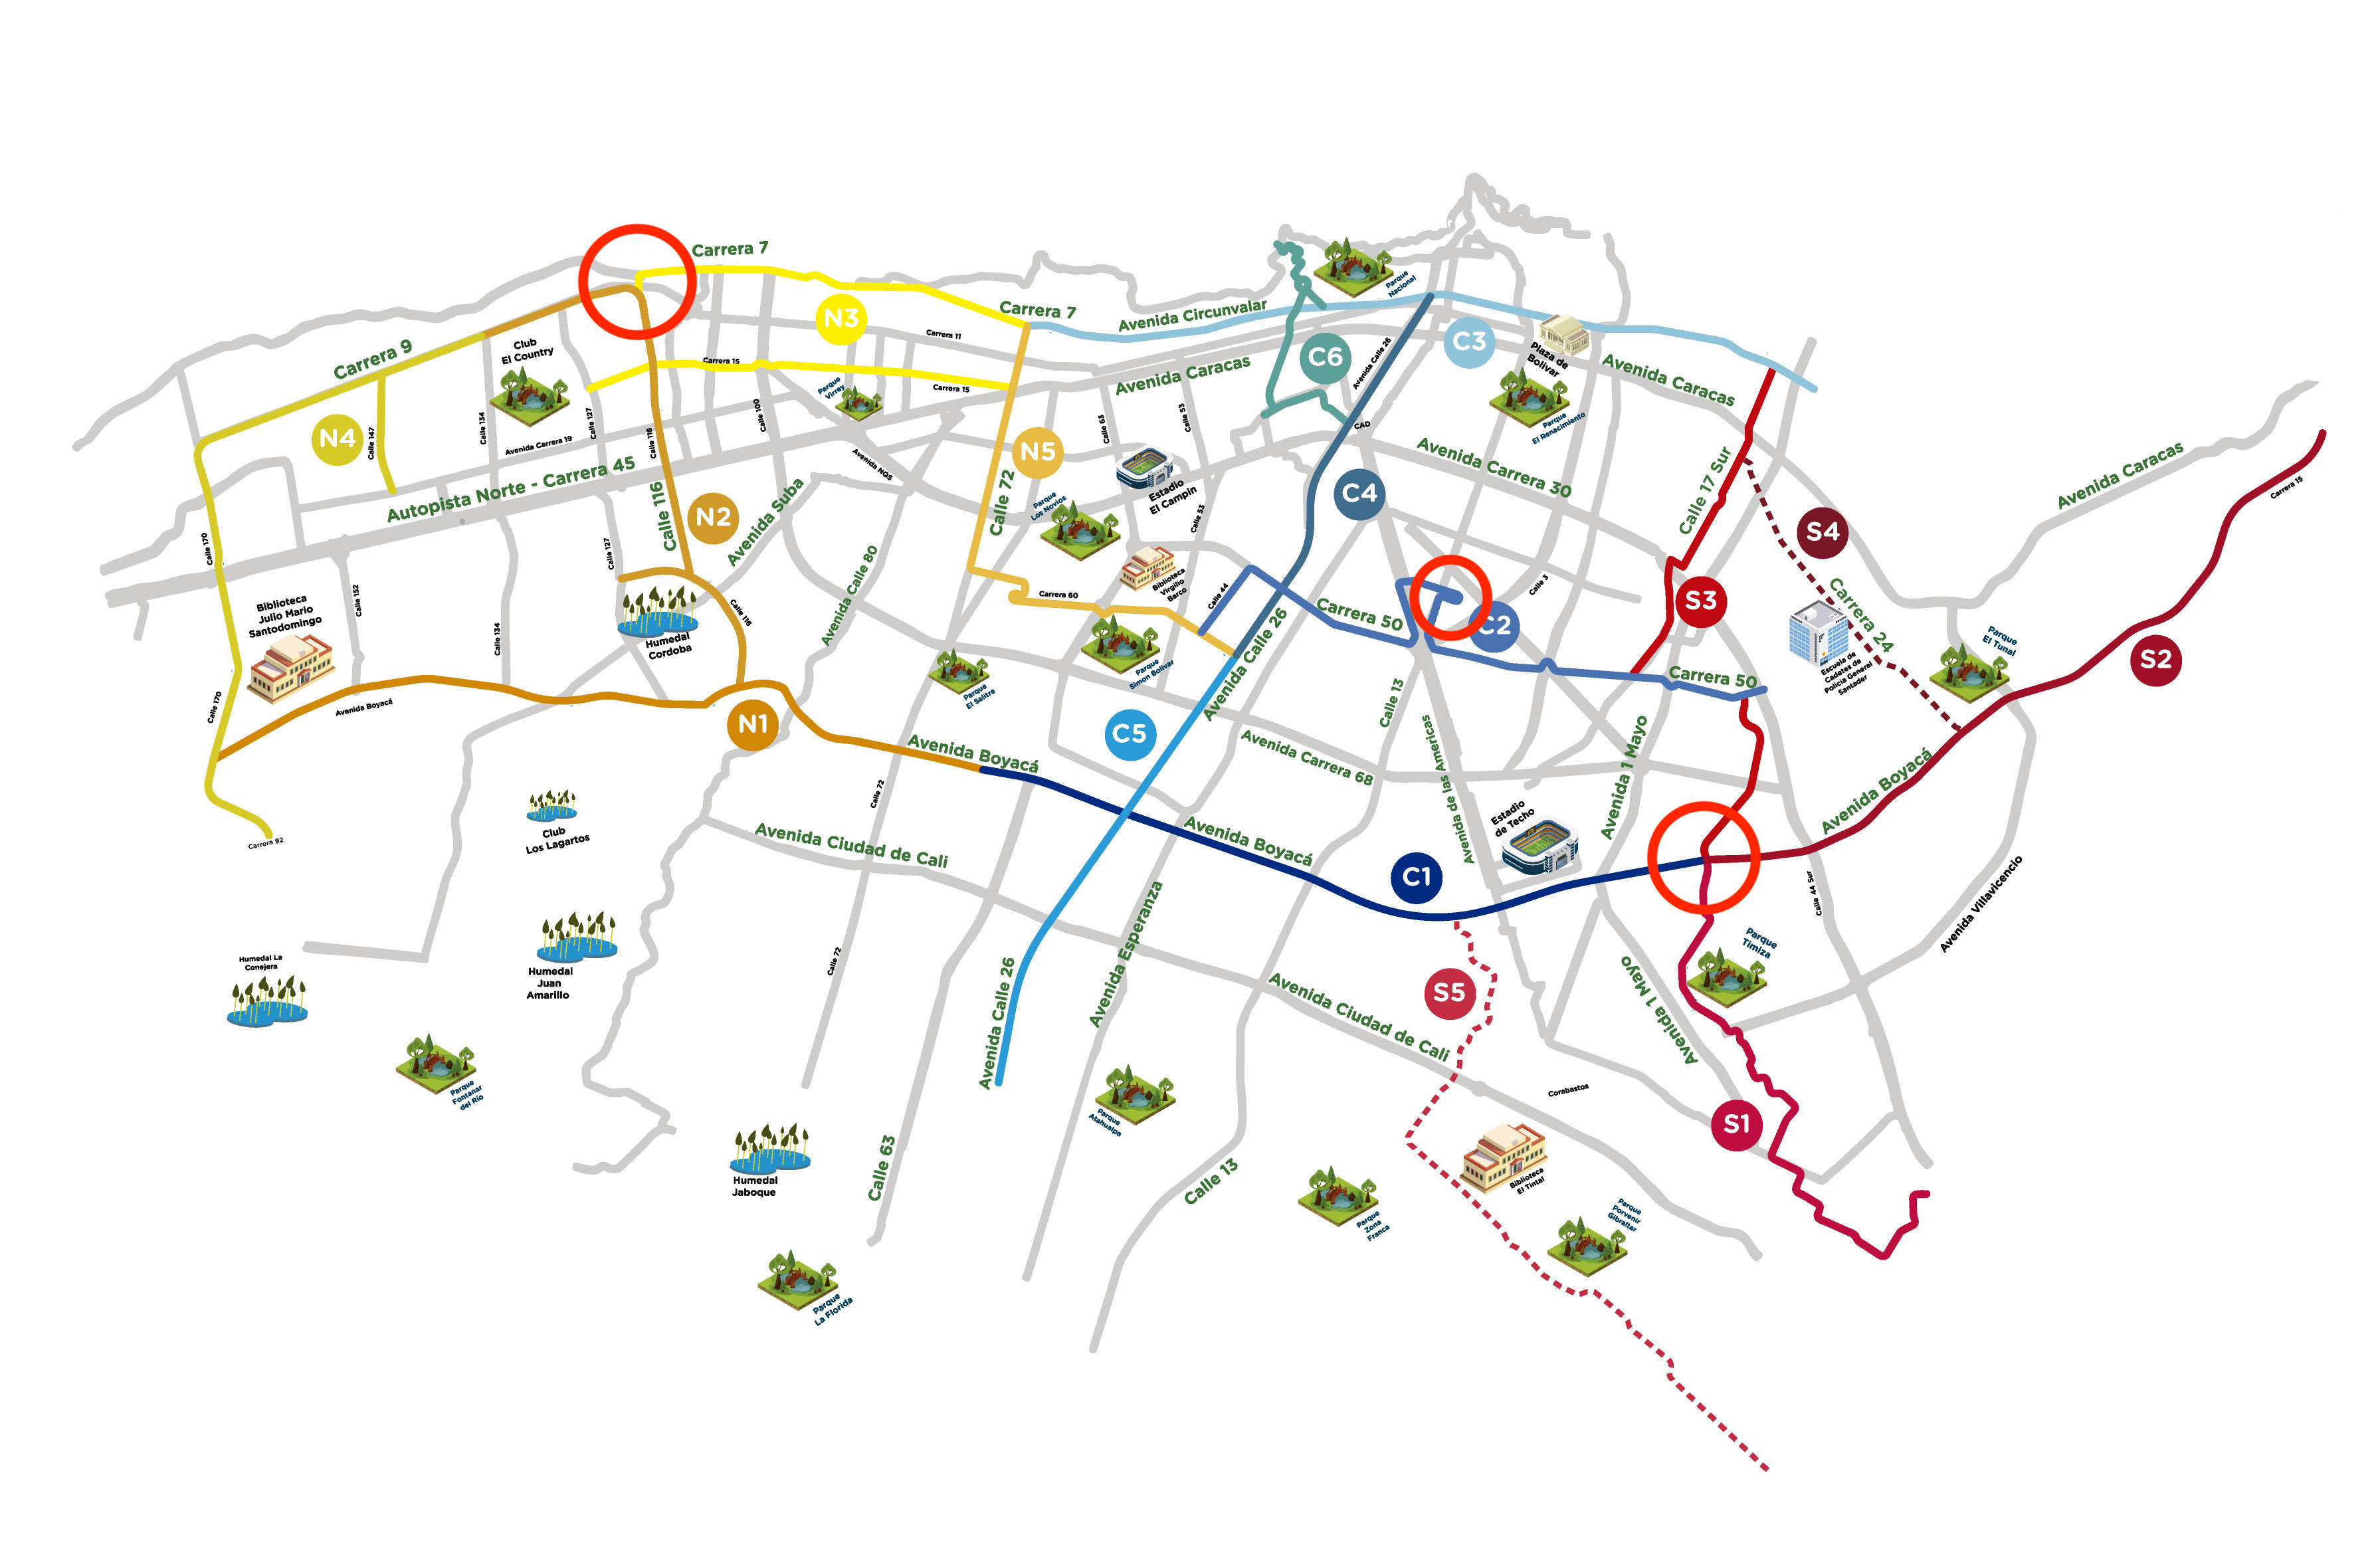 Carrera 7
Carrera 7
Avenida Circunvalar
Parque
Nacional
N3
Carrera 11
Carrera 15
Carrera 15
Parque
Virrey
Carrera 9
Club
El Country
N4
Calle 147
Calle 134
Avenida Carrera 19
Calle 127
Calle 116
Calle 100
Autopista Norte - Carrera 45
Calle 116
N2
Avenida Suba
Avenida NQS
Avenida Caracas
C6
Avenida Calle 26
C3
Plaza de
Bolivar
Parque
El Renacimiento
Avenida Caracas
Calle 63
Calle 53
CAD
N5
Calle 72
Parque
Los Novios
Estadio
El Campin
Calle 53
C4
Avenida Carrera 30
Calle 17 Sur
S4
Carrera 24
Avenida Caracas
Carrera 15
Calle 170
Biblioteca
Julio Mario
Santodomingo
Calle 152
Calle 134
Calle 127
Calle 116
Humedal
Cordoba
Avenida Calle 80
Biblioteca
Virgilio
Barco
Carrera 60
Calle 44
Parque
Simon Bolivar
Parque
El Salitre
Carrera 50
C2
Calle 3
S3
Escuela de
Cadetes de
Policia General
Santader
Parque
El Tunal
S2
Calle 170
Avenida Boyacá
N1
Avenida Boyacá
C5
Avenida Calle 26
Avenida Carrera 68
Calle 13
Avenida de las Americas
Avenida 1 Mayo
Carrera 50
Avenida Boyacá
Carrera 92
Club
Los Lagartos
Calle 72
Avenida Ciudad de Cali
Avenida Boyacá
C1
Estadio
de Techo
Calle 44 Sur
Avenida Villavicencio
Humedal La
Conejera
Humedal
Juan
Amarillo
Calle 72
Avenida Calle 26
Avenida Esperanza
Avenida Ciudad de Cali
S5
Avenida 1 Mayo
Parque
Timiza
Parque
Fontanar
del Río
Parque
Atahualpa
Corabastos
S1
Humedal
Jaboque
Calle 63
Calle 13
Parque
Zona
Franca
Biblioteca
El Tintal
Parque
Porvenir
Gibraltar
Parque
La Florida